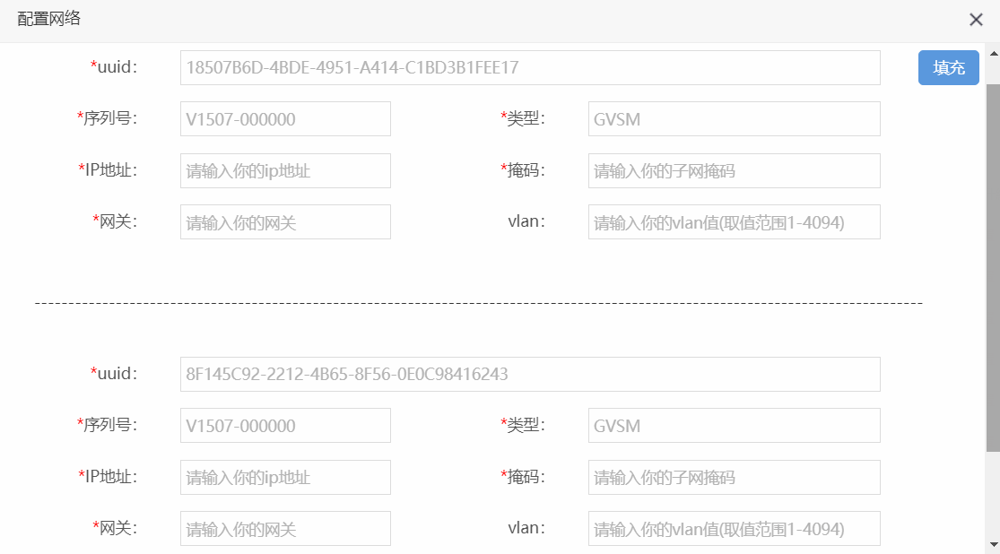 配置网络
*uuid： 18507B6D-4BDE-4951-A414-C1BD3B1FEE17 填充
*序列号： V1507-000000 *类型： GVSM
*IP地址： 请输入你的ip地址 *掩码： 请输入你的子网掩码
*网关： 请输入你的网关 vlan： 请输入你的vlan值(取值范围1-4094)
*uuid： 8F145C92-2212-4B65-8F56-0E0C98416243
*序列号： V1507-000000 *类型： GVSM
*IP地址： 请输入你的ip地址 *掩码： 请输入你的子网掩码
*网关： 请输入你的网关 vlan： 请输入你的vlan值(取值范围1-4094)